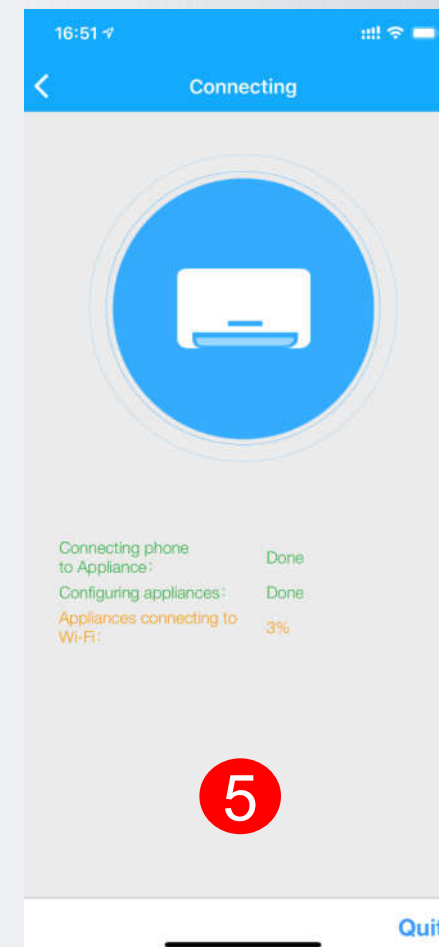 16:51
Connecting
Connecting phone
to Appliance:
Done
Configuring appliances: Done
Appliances connecting to
Wi-Fi:
3%
5
Quit